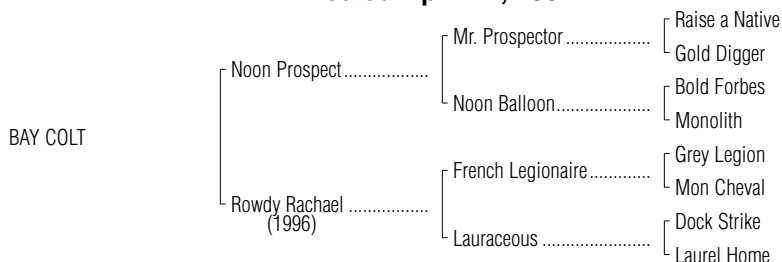 Raise a Native
Mr. Prospector
Gold Digger
Noon Prospect
Bold Forbes
Noon Balloon
Monolith
BAY COLT
Grey Legion
French Legionaire
Mon Cheval
Rowdy Rachael
(1996)
Dock Strike
Lauraceous
Laurel Home